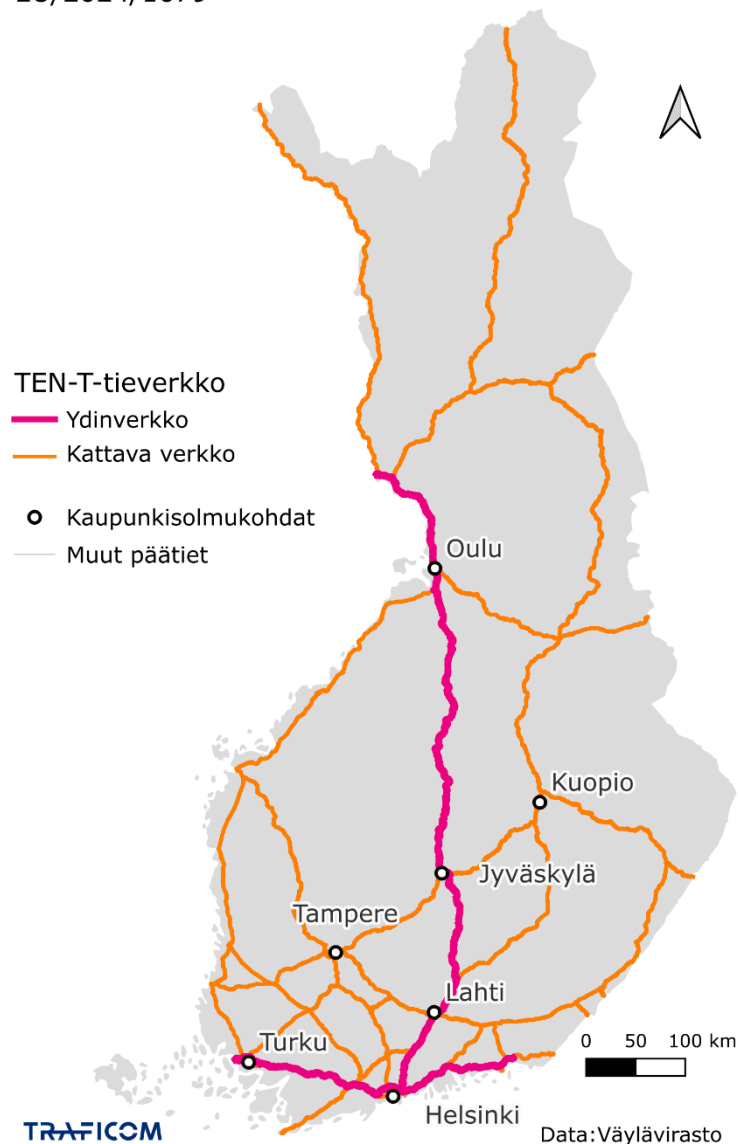 TEN-T-tieverkko
Ydinverkko
Kattava verkko
Kaupunkisolmukohdat
Muut päätiet
Oulu
Kuopio
Jyväskylä
Tampere
Lahti
Turku
Helsinki
0 50 100 km
TRAFICOM
Data:Väylävirasto